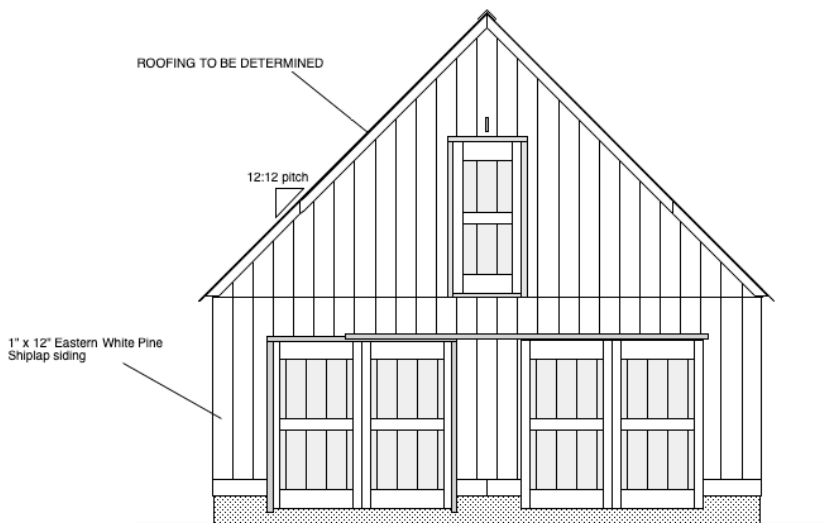 ROOFING TO BE DETERMINED
12:12 pitch
1" x 12" Eastern White Pine
Shiplap siding